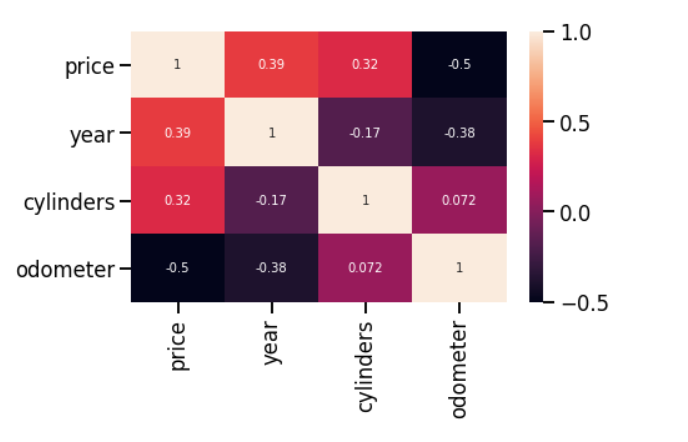 price 1 0.39 0.32 -0.5
year 0.39 1 -0.17 -0.38
cylinders 0.32 -0.17 1 0.072
odometer -0.5 -0.38 0.072 1
price year cylinders odometer
1.0
0.5
0.0
−0.5